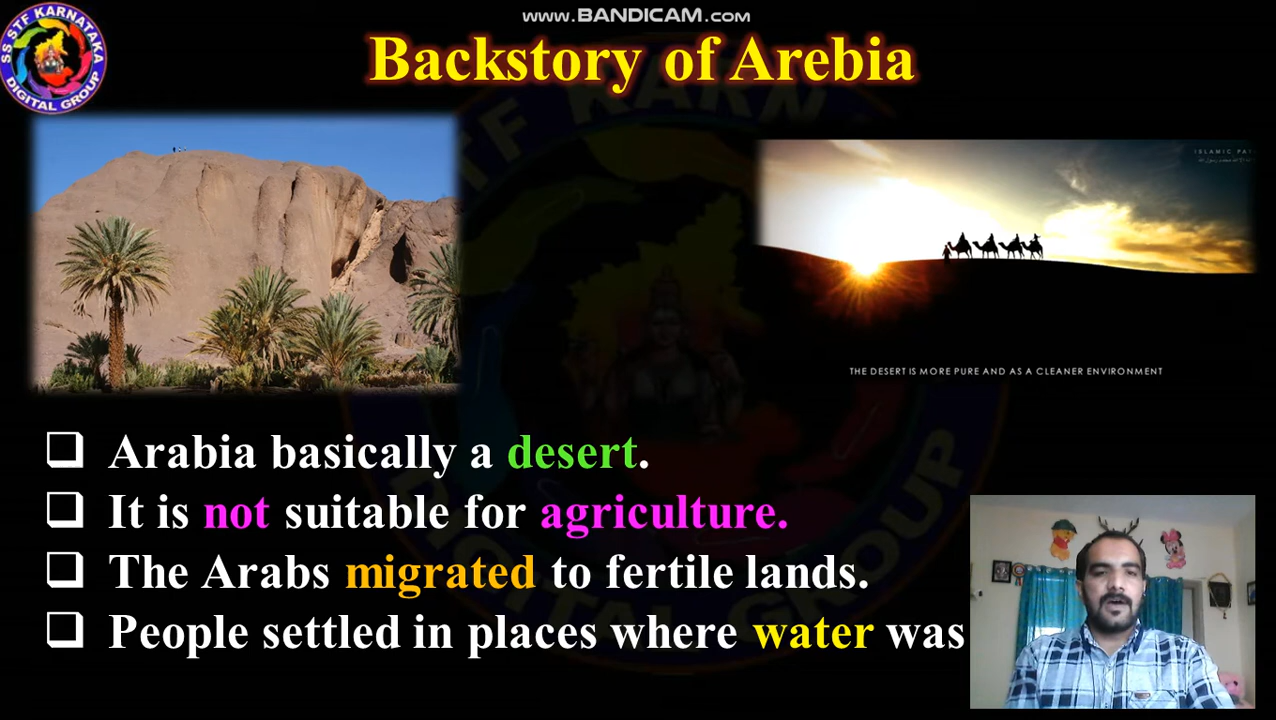 www.BANDICAM.com
SS STF KARNATAKA
DIGITAL GROUP
Backstory of Arebia
ISLAMIC PAT
THE DESERT IS MORE PURE AND AS A CLEANER ENVIRONMENT
❑ Arabia basically a desert.
❑ It is not suitable for agriculture.
❑ The Arabs migrated to fertile lands.
❑ People settled in places where water was